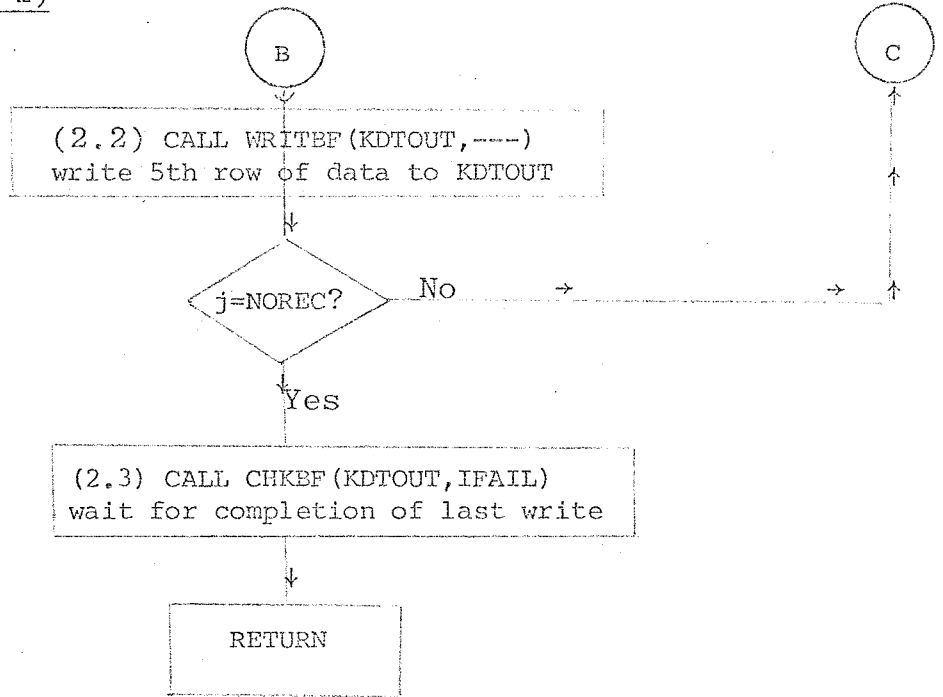 B
C
(2.2) CALL WRITBF(KDTOUT,---)
write 5th row of data to KDTOUT
j=NOREC?
No
Yes
(2.3) CALL CHKBF(KDTOUT,IFAIL)
wait for completion of last write
RETURN